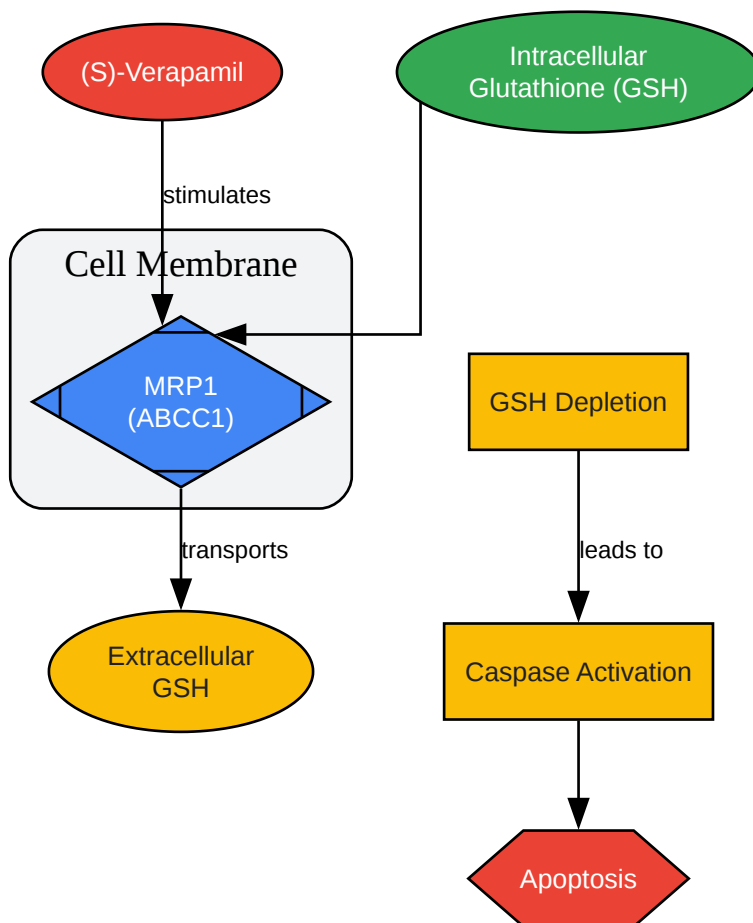 (S)-Verapamil
Intracellular
Glutathione (GSH)
stimulates
Cell Membrane
MRP1
(ABCC1)
GSH Depletion
transports
leads to
Extracellular
GSH
Caspase Activation
Apoptosis